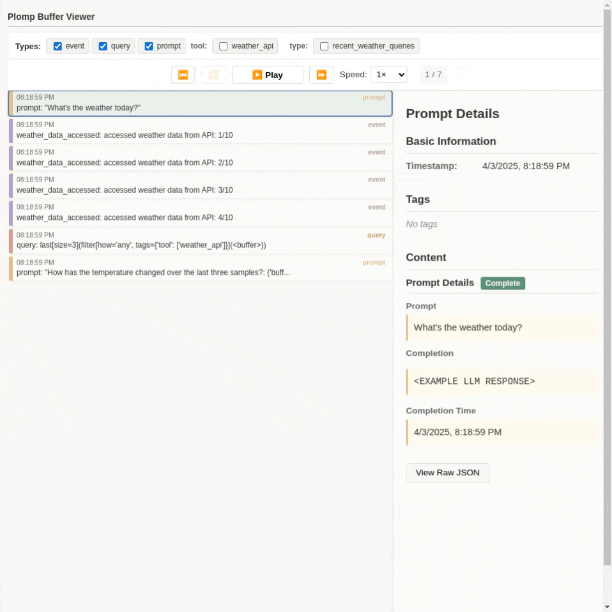 Plomp Buffer Viewer
Types: event query prompt tool: weather_api type: recent_weather_queries
Play Speed: 1× 1 / 7
08:18:59 PM prompt
prompt: "What's the weather today?"
08:18:59 PM event
weather_data_accessed: accessed weather data from API: 1/10
08:18:59 PM event
weather_data_accessed: accessed weather data from API: 2/10
08:18:59 PM event
weather_data_accessed: accessed weather data from API: 3/10
08:18:59 PM event
weather_data_accessed: accessed weather data from API: 4/10
08:18:59 PM query
query: last[size=3](filter[how='any', tags={'tool': ['weather_api']}](<buffer>))
08:18:59 PM prompt
prompt: "How has the temperature changed over the last three samples?: {'buff...
Prompt Details
Basic Information
Timestamp: 4/3/2025, 8:18:59 PM
Tags
No tags
Content
Prompt Details Complete
Prompt
What's the weather today?
Completion
<EXAMPLE LLM RESPONSE>
Completion Time
4/3/2025, 8:18:59 PM
View Raw JSON